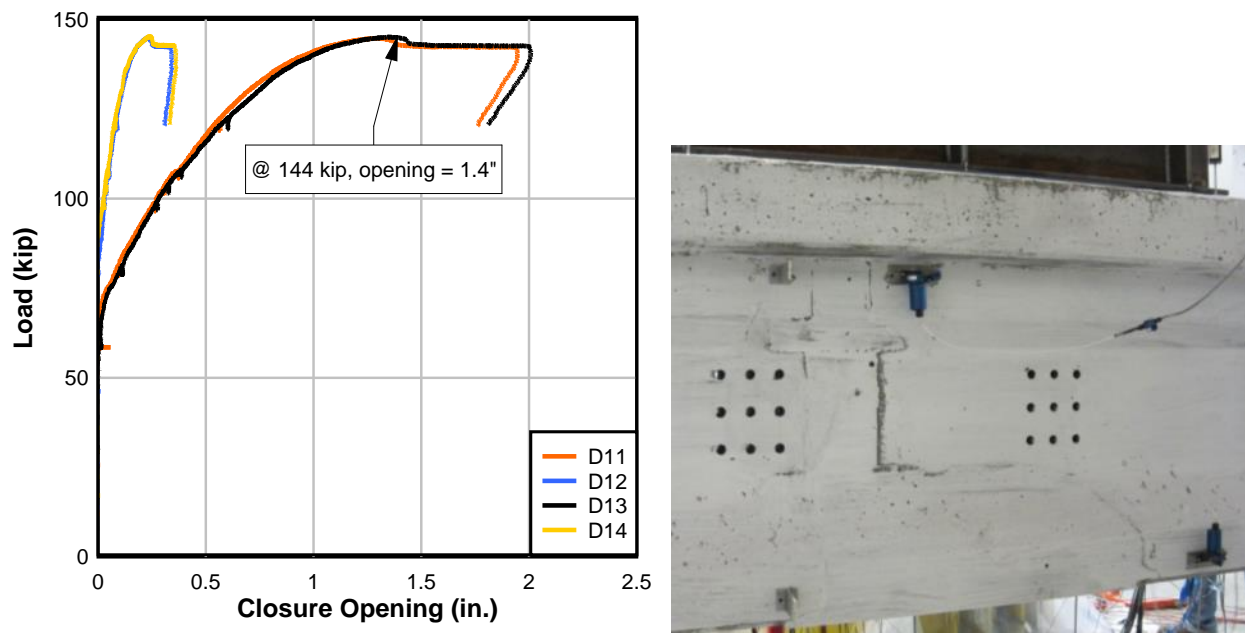 150
100
50
0
Load (kip)
@ 144 kip, opening = 1.4"
D11
D12
D13
D14
0
0.5
1
1.5
2
2.5
Closure Opening (in.)